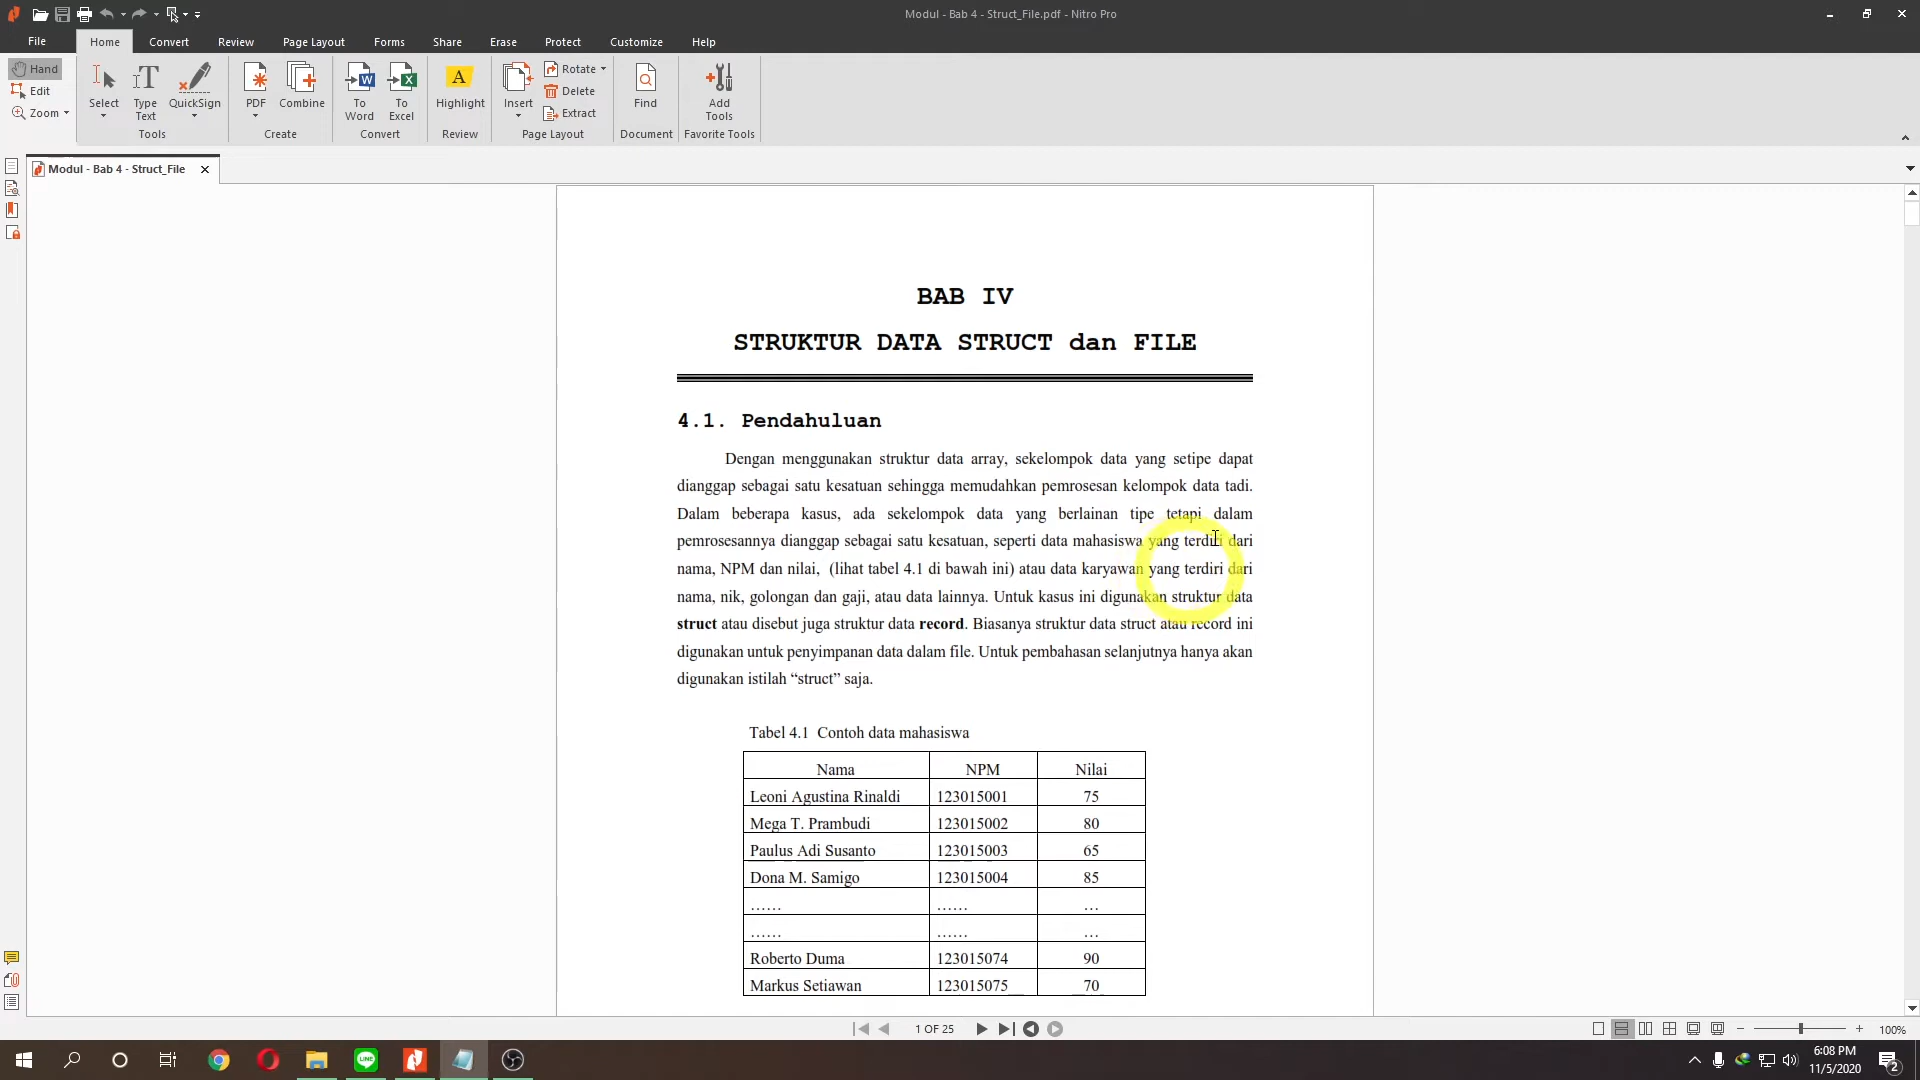 Modul - Bab 4 - Struct_File.pdf - Nitro Pro
File Home Convert Review Page Layout Forms Share Erase Protect Customize Help
Hand
Edit
Zoom
Select
Type Text
QuickSign
Tools
PDF
Combine
Create
To Word
To Excel
Convert
Highlight
Review
Insert
Rotate
Delete
Extract
Page Layout
Find
Document
Add Tools
Favorite Tools
Modul - Bab 4 - Struct_File
BAB IV
STRUKTUR DATA STRUCT dan FILE
4.1. Pendahuluan
Dengan menggunakan struktur data array, sekelompok data yang setipe dapat
dianggap sebagai satu kesatuan sehingga memudahkan pemrosesan kelompok data tadi.
Dalam beberapa kasus, ada sekelompok data yang berlainan tipe tetapi dalam
pemrosesannya dianggap sebagai satu kesatuan, seperti data mahasiswa yang terdiri dari
nama, NPM dan nilai, (lihat tabel 4.1 di bawah ini) atau data karyawan yang terdiri dari
nama, nik, golongan dan gaji, atau data lainnya. Untuk kasus ini digunakan struktur data
struct atau disebut juga struktur data record. Biasanya struktur data struct atau record ini
digunakan untuk penyimpanan data dalam file. Untuk pembahasan selanjutnya hanya akan
digunakan istilah “struct” saja.
Tabel 4.1 Contoh data mahasiswa
Nama NPM Nilai
Leoni Agustina Rinaldi 123015001 75
Mega T. Prambudi 123015002 80
Paulus Adi Susanto 123015003 65
Dona M. Samigo 123015004 85
…… …… …
…… …… …
Roberto Duma 123015074 90
Markus Setiawan 123015075 70
1 OF 25
100%
LINE
6:08 PM
11/5/2020
2